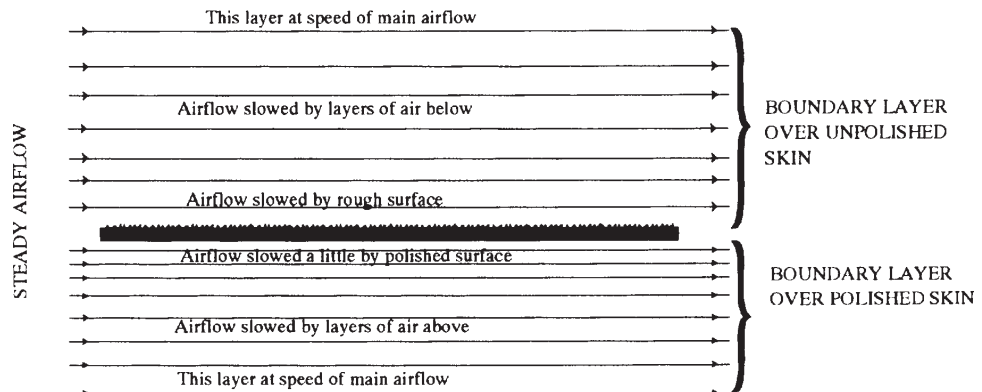 This layer at speed of main airflow
Airflow slowed by layers of air below
Airflow slowed by rough surface
BOUNDARY LAYER
OVER UNPOLISHED
SKIN
STEADY AIRFLOW
Airflow slowed a little by polished surface
Airflow slowed by layers of air above
This layer at speed of main airflow
BOUNDARY LAYER
OVER POLISHED SKIN